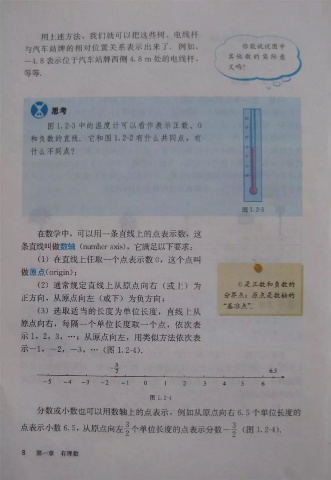 用上述方法，我们就可以把这些树、电线杆
与汽车站牌的相对位置关系表示出来了. 例如，
-4.8表示位于汽车站牌西侧4.8 m处的电线杆，
等等.
你能说说图中
其他数的实际意
义吗?
思考
图1.2-3中的温度计可以看作表示正数、0
和负数的直线. 它和图1.2-2有什么共同点，有
什么不同点?
图1.2-3
在数学中，可以用一条直线上的点表示数，这
条直线叫做数轴(number axis)，它满足以下要求：
(1) 在直线上任取一个点表示数0，这个点叫
做原点(origin)；
(2) 通常规定直线上从原点向右（或上）为
正方向，从原点向左（或下）为负方向；
(3) 选取适当的长度为单位长度，直线上从
原点向右，每隔一个单位长度取一个点，依次表
示1，2，3，…；从原点向左，用类似方法依次表
示-1，-2，-3，…(图1.2-4).
0是正数和负数的
分界点；原点是数轴的
“基准点”.
-3/2 6.5
-5 -4 -3 -2 -1 0 1 2 3 4 5 6
图1.2-4
分数或小数也可以用数轴上的点表示，例如从原点向右6.5个单位长度的
点表示小数6.5，从原点向左3/2个单位长度的点表示分数-3/2(图1.2-4).
8 第一章 有理数